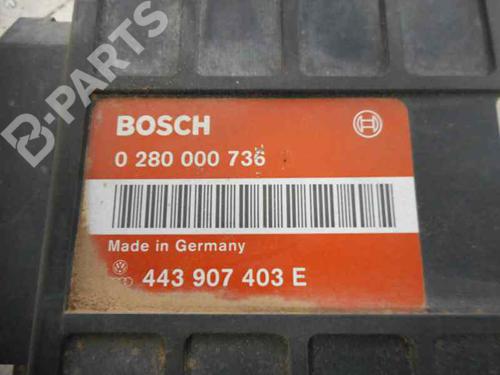 B-PARTS
BOSCH
0 280 000 736
Made in Germany
443 907 403 E